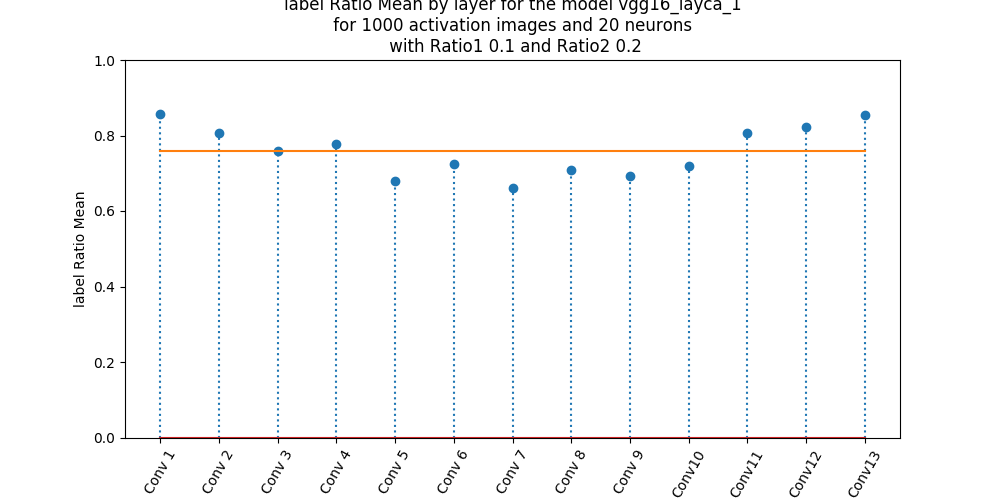 label Ratio Mean by layer for the model vgg16_layca_1
for 1000 activation images and 20 neurons
with Ratio1 0.1 and Ratio2 0.2
1.0
0.8
0.6
0.4
0.2
0.0
label Ratio Mean
Conv 1
Conv 2
Conv 3
Conv 4
Conv 5
Conv 6
Conv 7
Conv 8
Conv 9
Conv10
Conv11
Conv12
Conv13